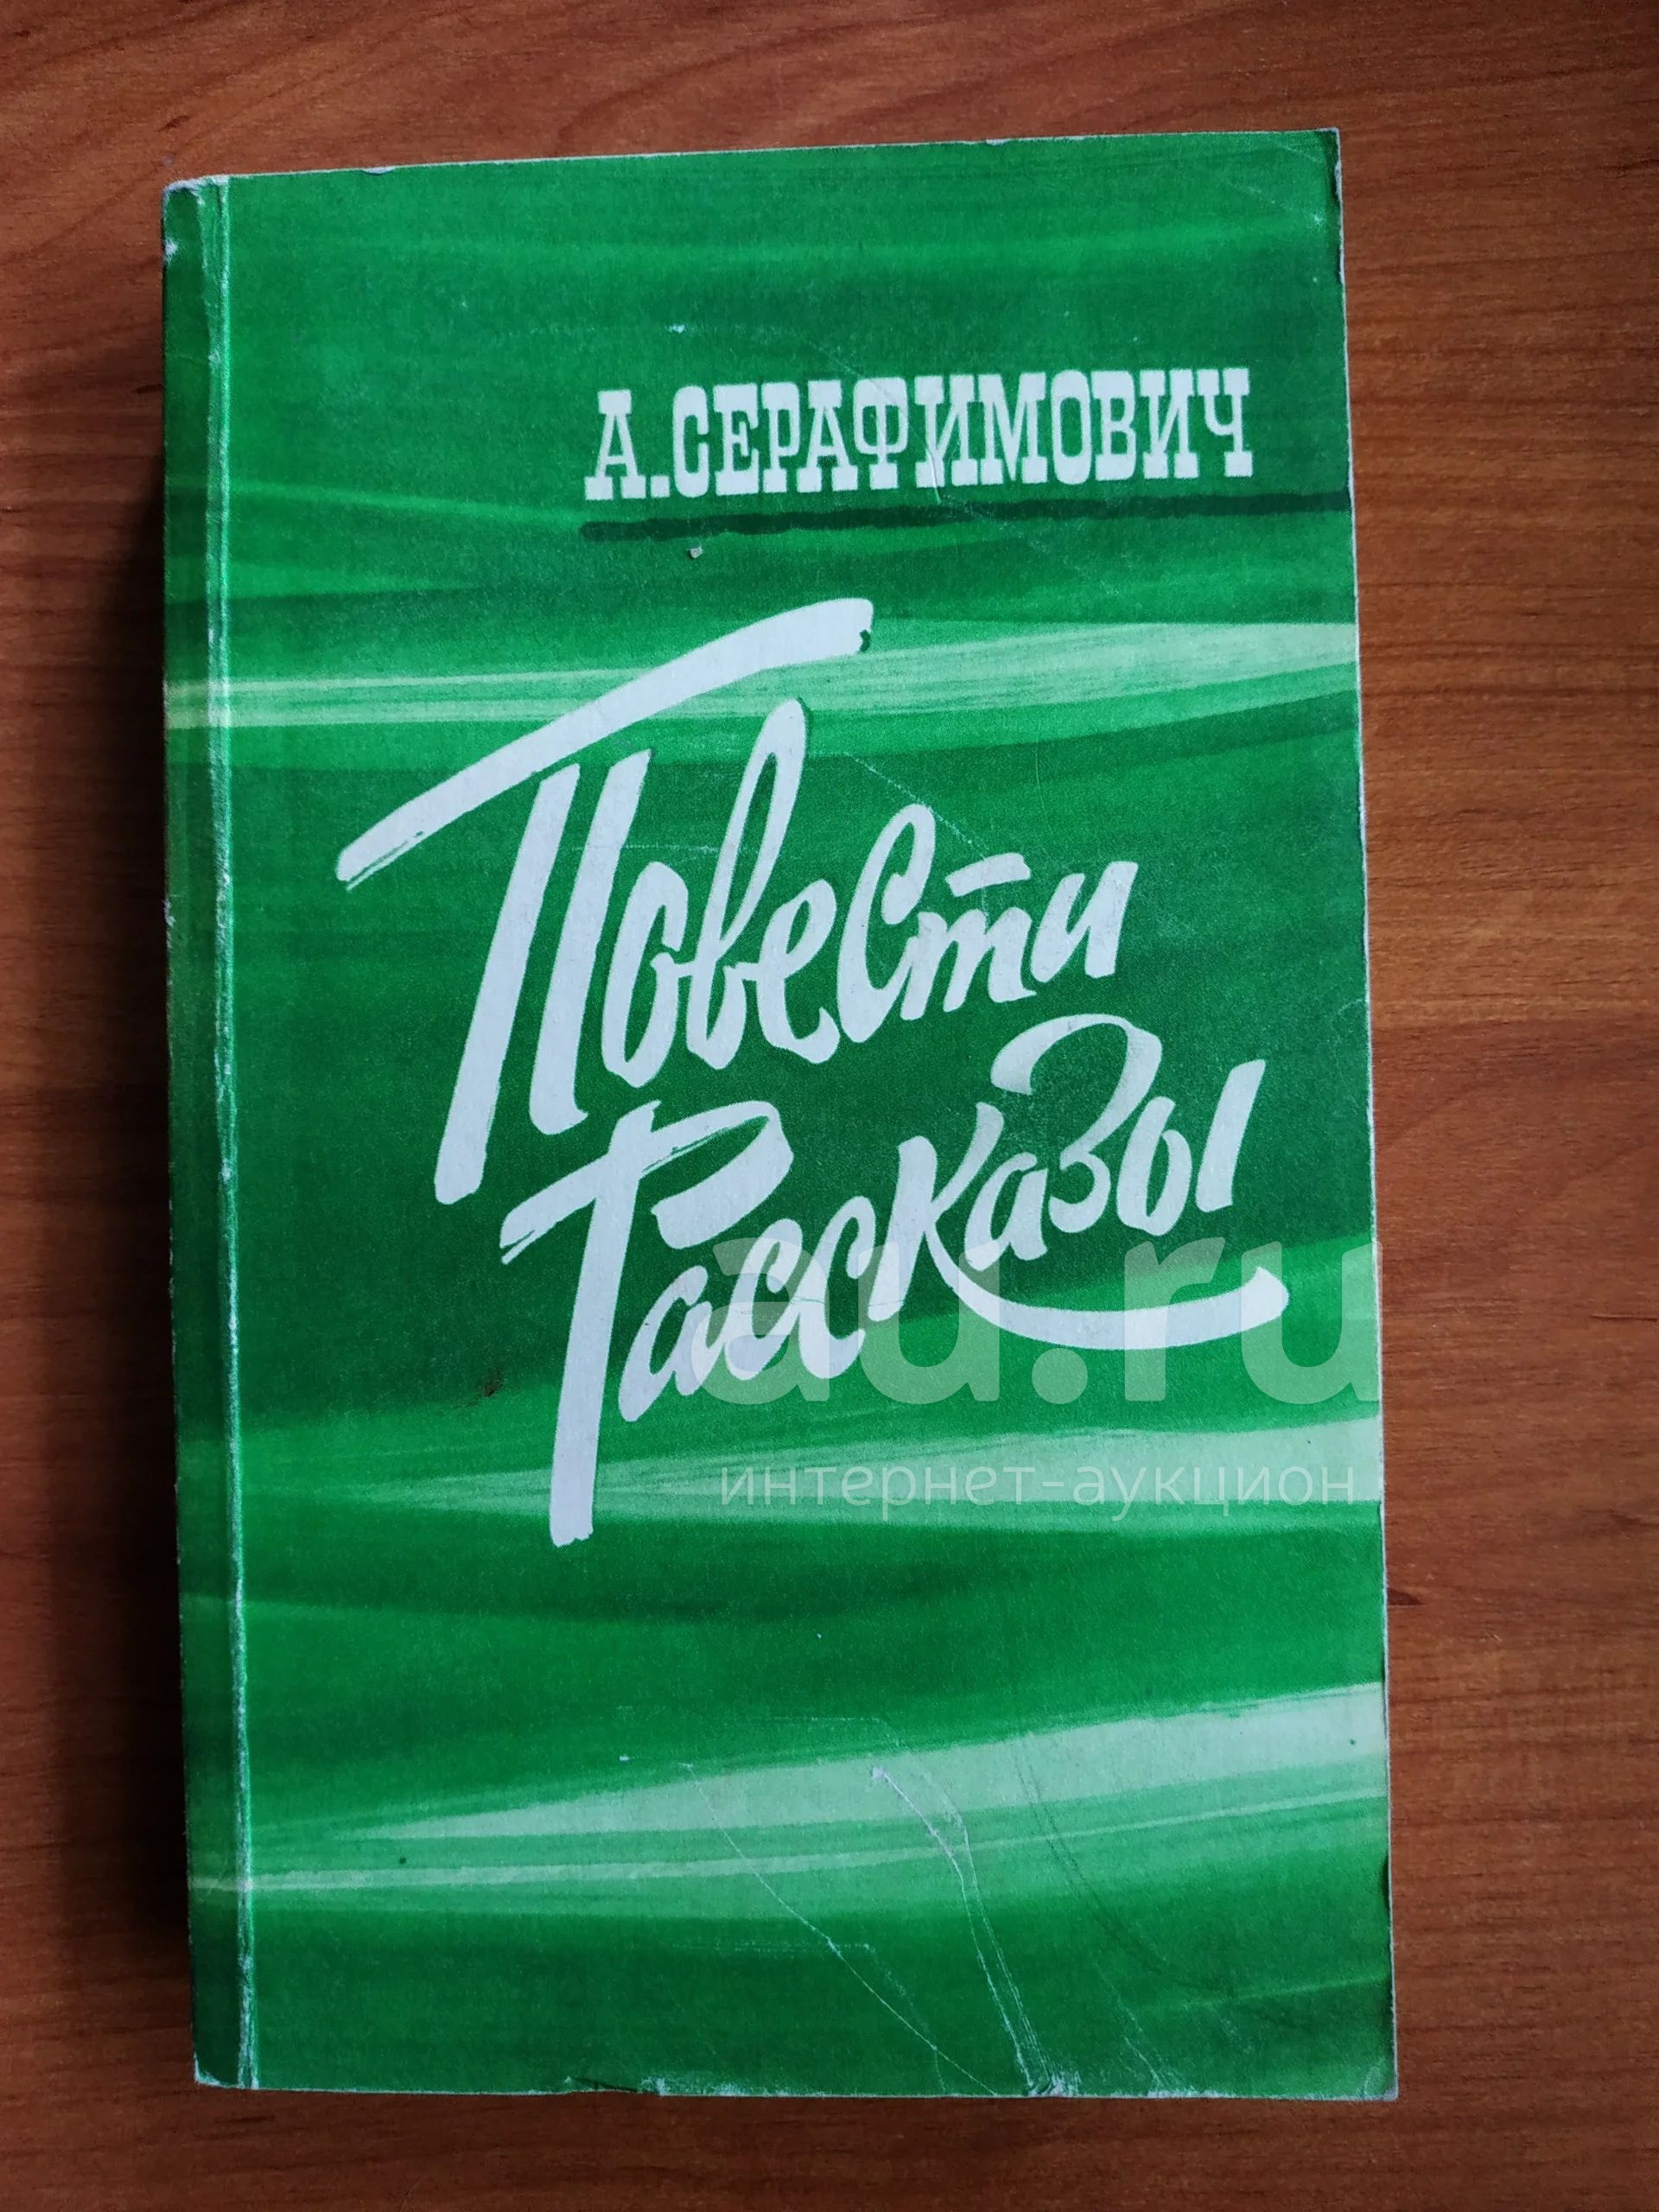 А.СЕРАФИМОВИЧ
Повести
Рассказы
au.ru
интернет-аукцион